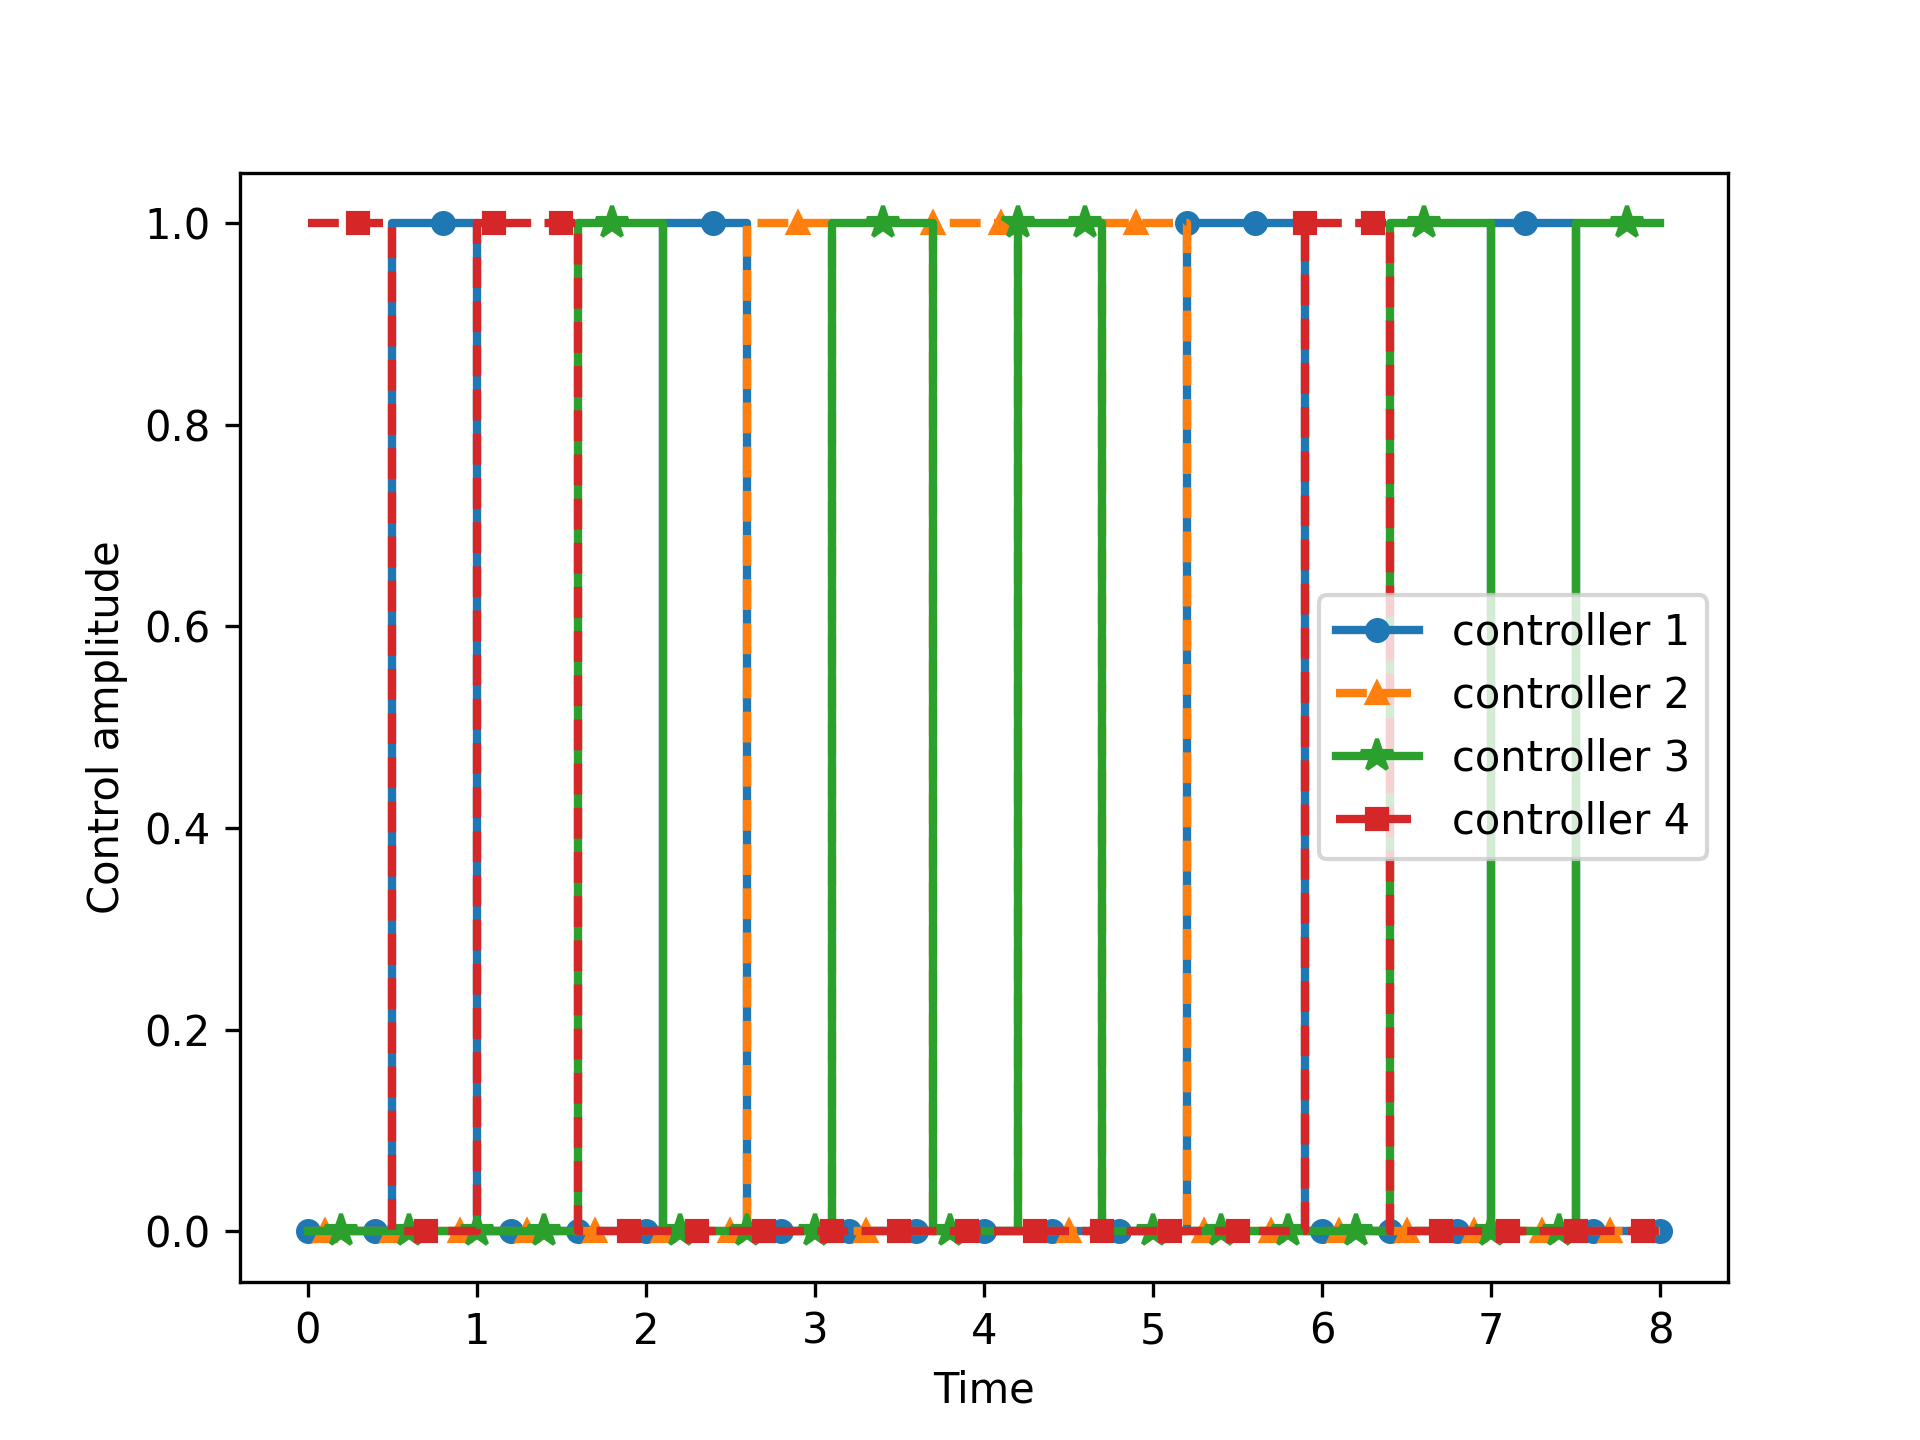 1.0
0.8
0.6
0.4
0.2
0.0
Control amplitude
controller 1
controller 2
controller 3
controller 4
0 1 2 3 4 5 6 7 8
Time